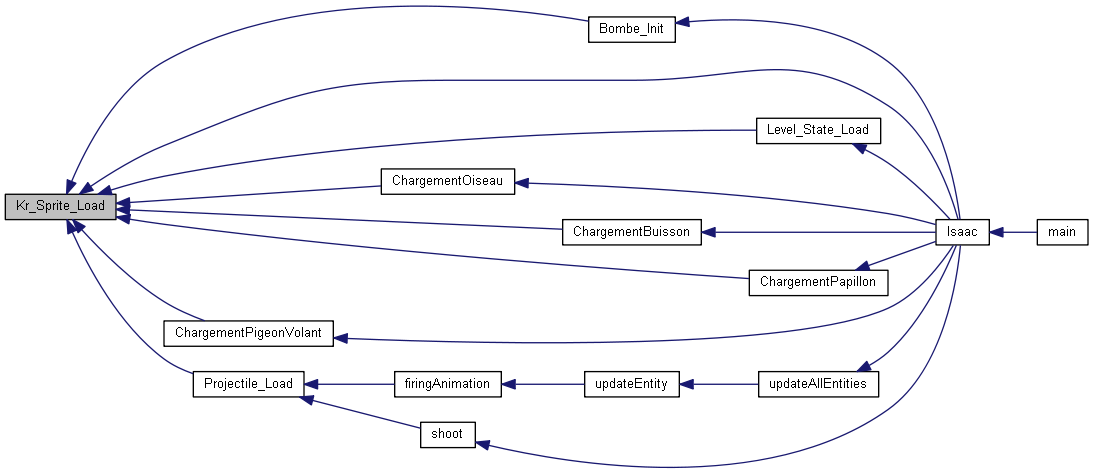 Bombe_Init
Level_State_Load
ChargementOiseau
Kr_Sprite_Load
ChargementBuisson
Isaac
main
ChargementPapillon
ChargementPigeonVolant
Projectile_Load
firingAnimation
updateEntity
updateAllEntities
shoot